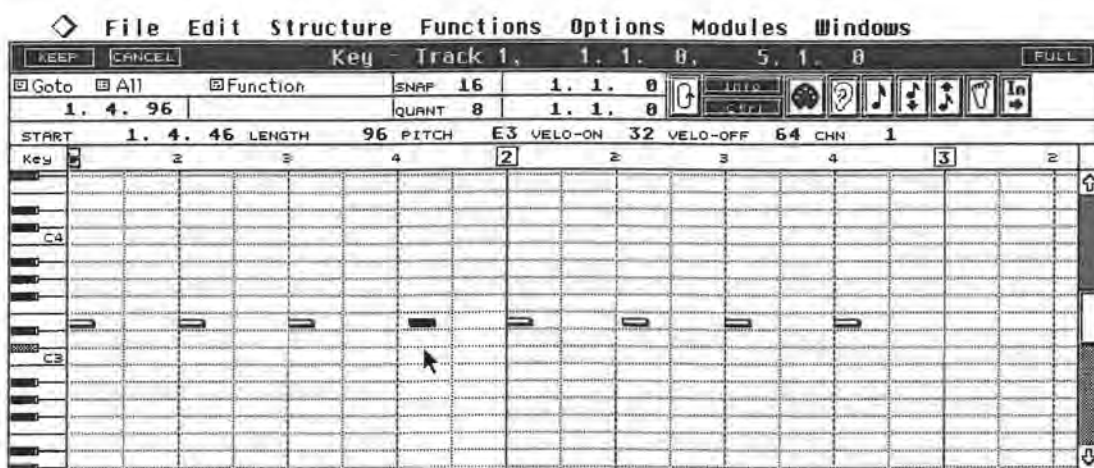 File Edit Structure Functions Options Modules Windows
KEEP CANCEL Key - Track 1, 1. 1. 0, 5. 1. 0 FULL
Goto All Function SNAP 16 1. 1. 0
1. 4. 96 QUANT 8 1. 1. 0 In
START 1. 4. 46 LENGTH 96 PITCH E3 VELO-ON 32 VELO-OFF 64 CHN 1
Key 2 3 4 2 2 3 4 3 2
C4
C3